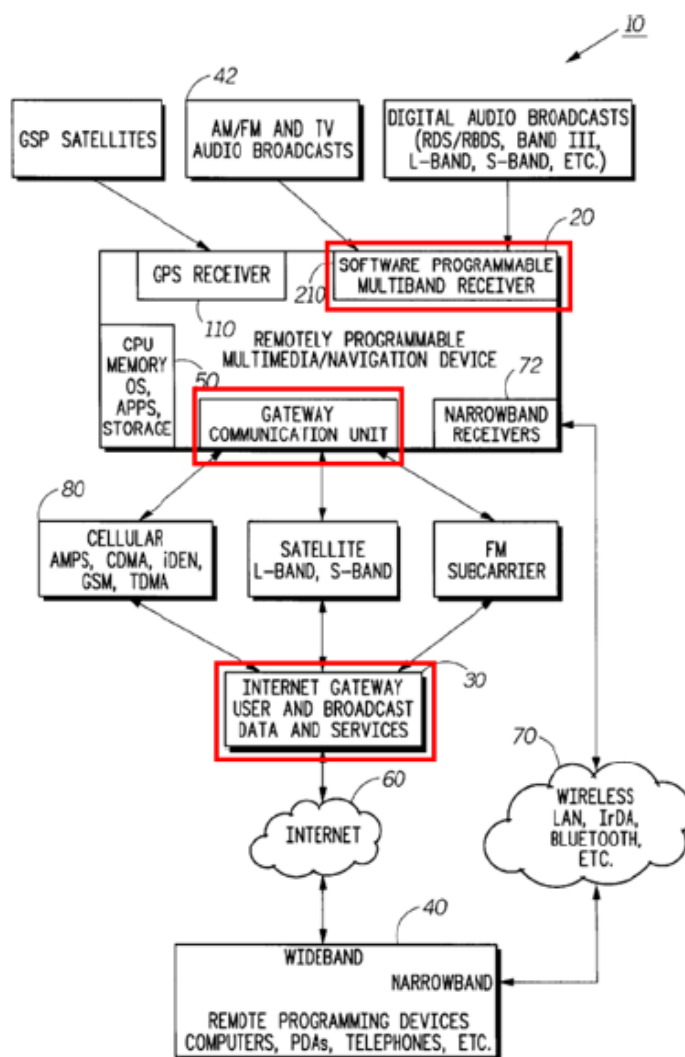 10
42
GSP SATELLITES
AM/FM AND TV
AUDIO BROADCASTS
DIGITAL AUDIO BROADCASTS
(RDS/RBDS, BAND III,
L-BAND, S-BAND, ETC.)
20
GPS RECEIVER
110
210
SOFTWARE PROGRAMMABLE
MULTIBAND RECEIVER
REMOTELY PROGRAMMABLE
MULTIMEDIA/NAVIGATION DEVICE
CPU
MEMORY
OS,
APPS,
STORAGE
50
GATEWAY
COMMUNICATION UNIT
72
NARROWBAND
RECEIVERS
80
CELLULAR
AMPS, CDMA, iDEN,
GSM, TDMA
SATELLITE
L-BAND, S-BAND
FM
SUBCARRIER
30
INTERNET GATEWAY
USER AND BROADCAST
DATA AND SERVICES
60
INTERNET
70
WIRELESS
LAN, IrDA,
BLUETOOTH,
ETC.
40
WIDEBAND
NARROWBAND
REMOTE PROGRAMMING DEVICES
COMPUTERS, PDAs, TELEPHONES, ETC.